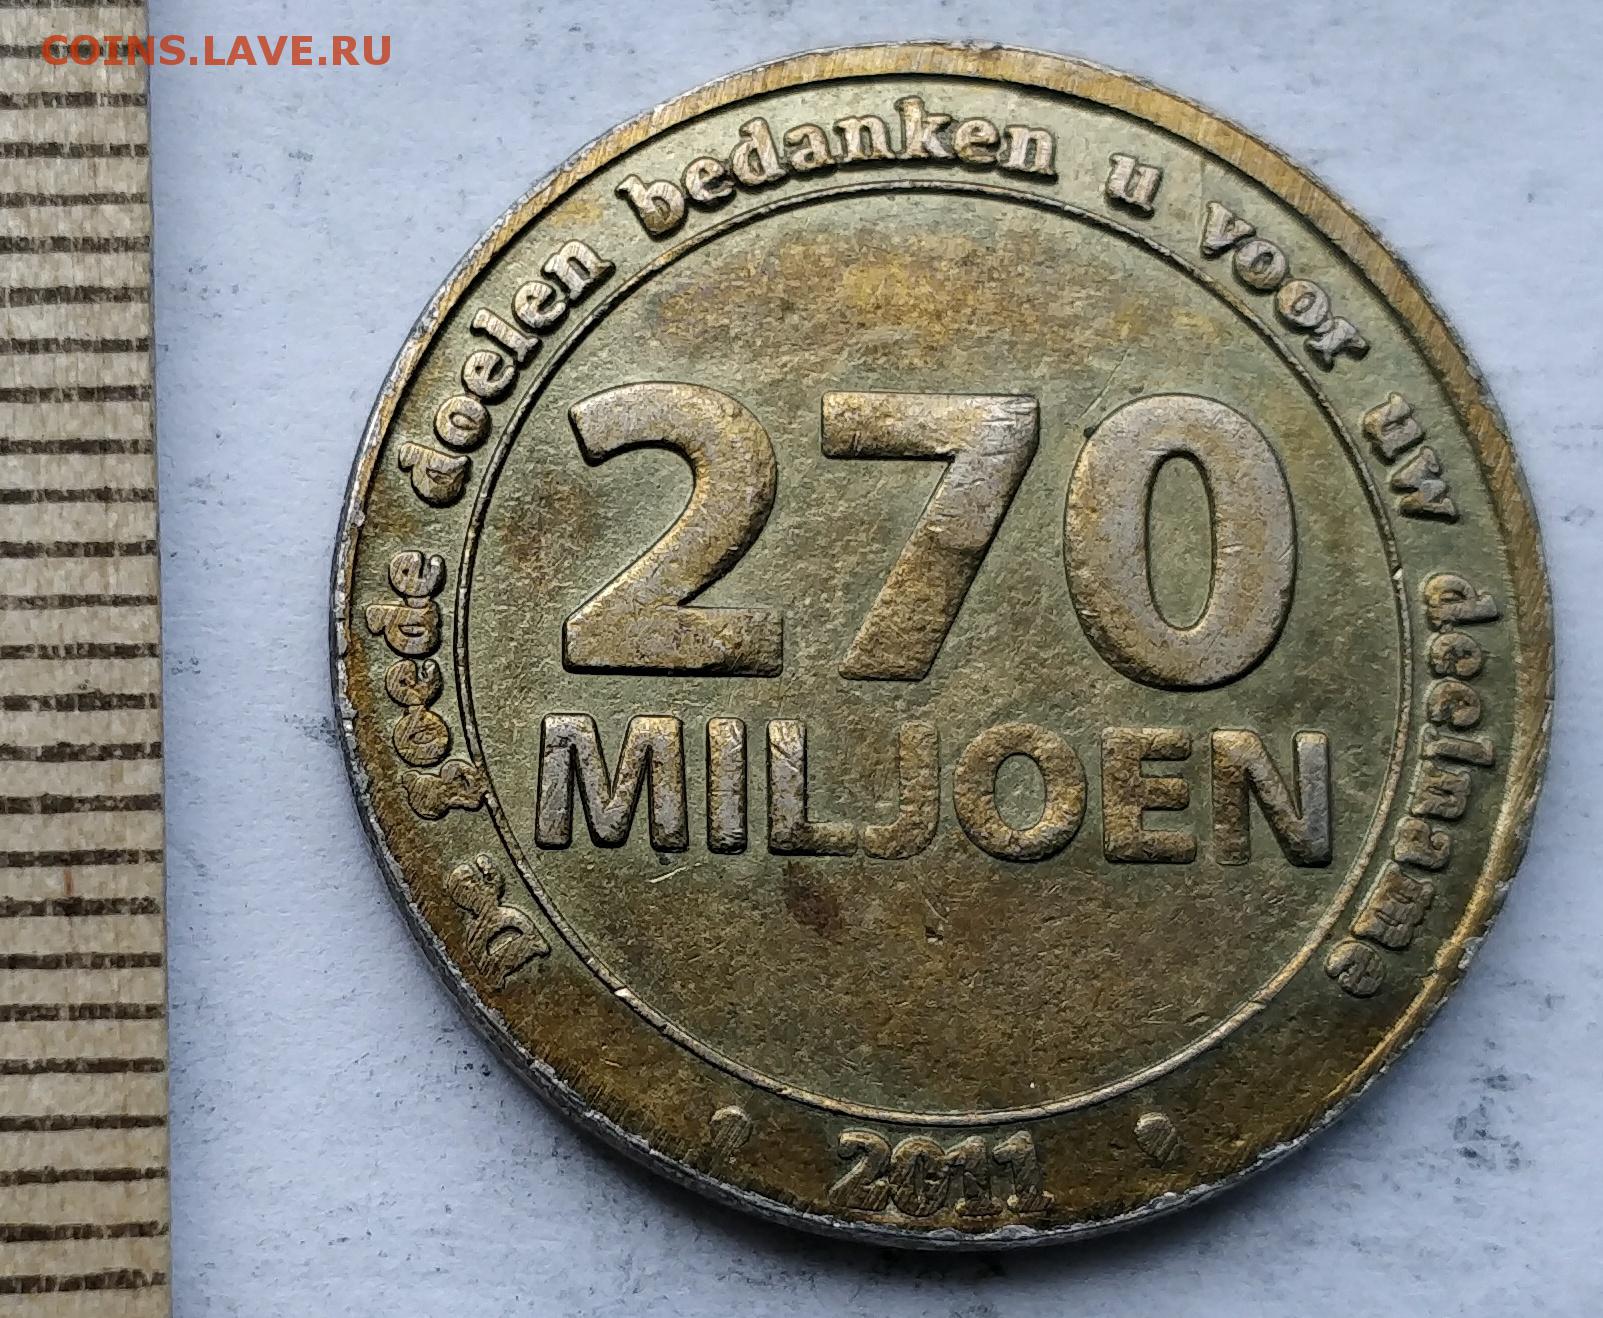 COINS.LAVE.RU
De goede doelen bedanken u voor uw deelname
270
MILJOEN
2011